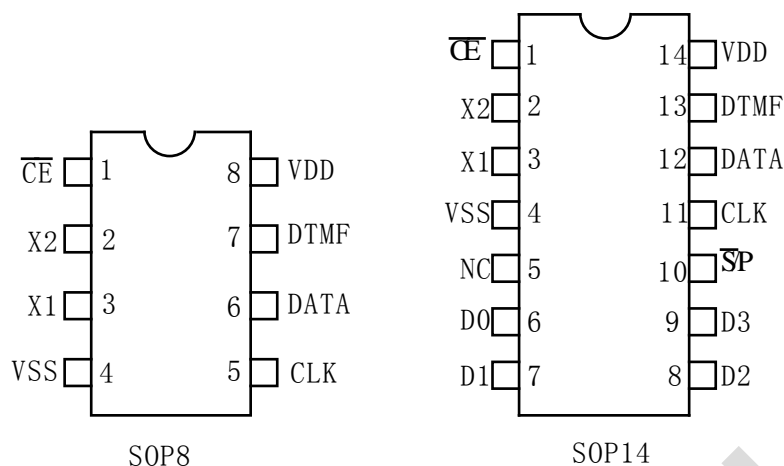 CE 1 8 VDD
X2 2 7 DTMF
X1 3 6 DATA
VSS 4 5 CLK
SOP8
CE 1 14 VDD
X2 2 13 DTMF
X1 3 12 DATA
VSS 4 11 CLK
NC 5 10 S/P
D0 6 9 D3
D1 7 8 D2
SOP14